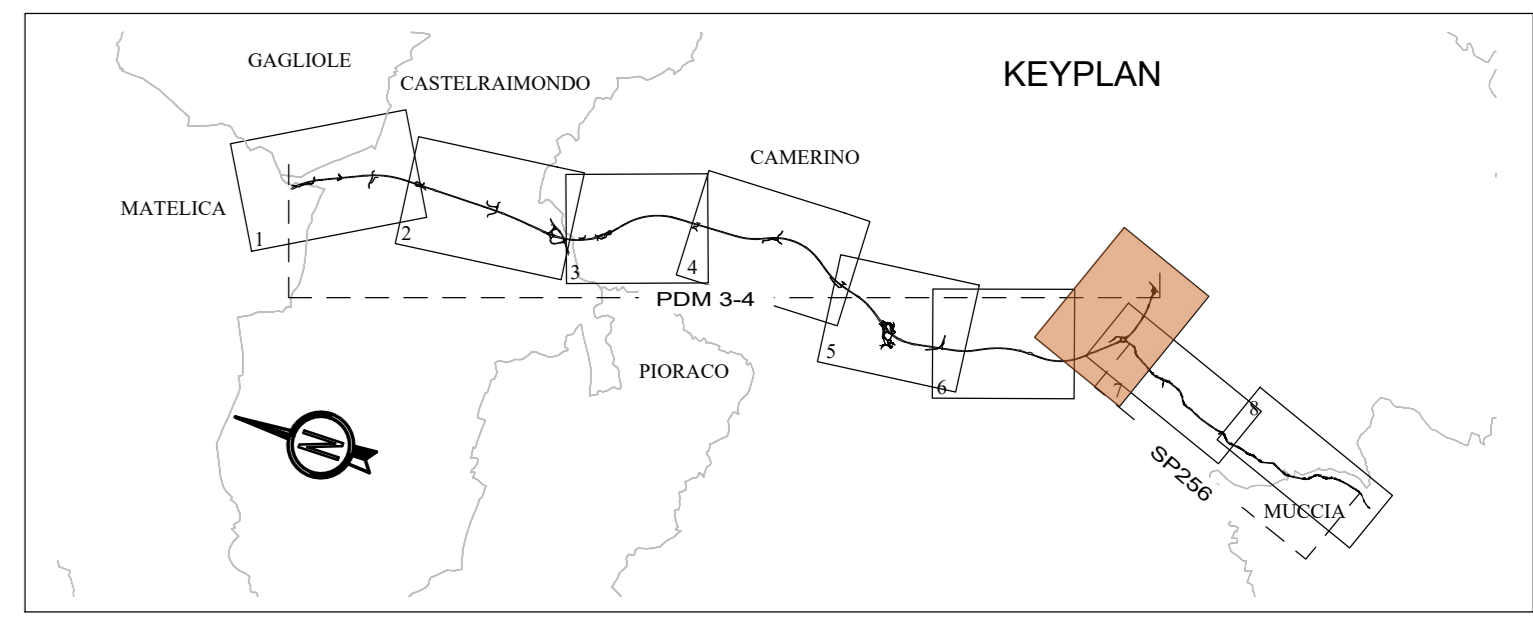 KEYPLAN
GAGLIOLE
CASTELRAIMONDO
CAMERINO
MATELICA
1
2
3
4
PDM 3-4
5
PIORACO
6
7
8
N
SP256
MUCCIA